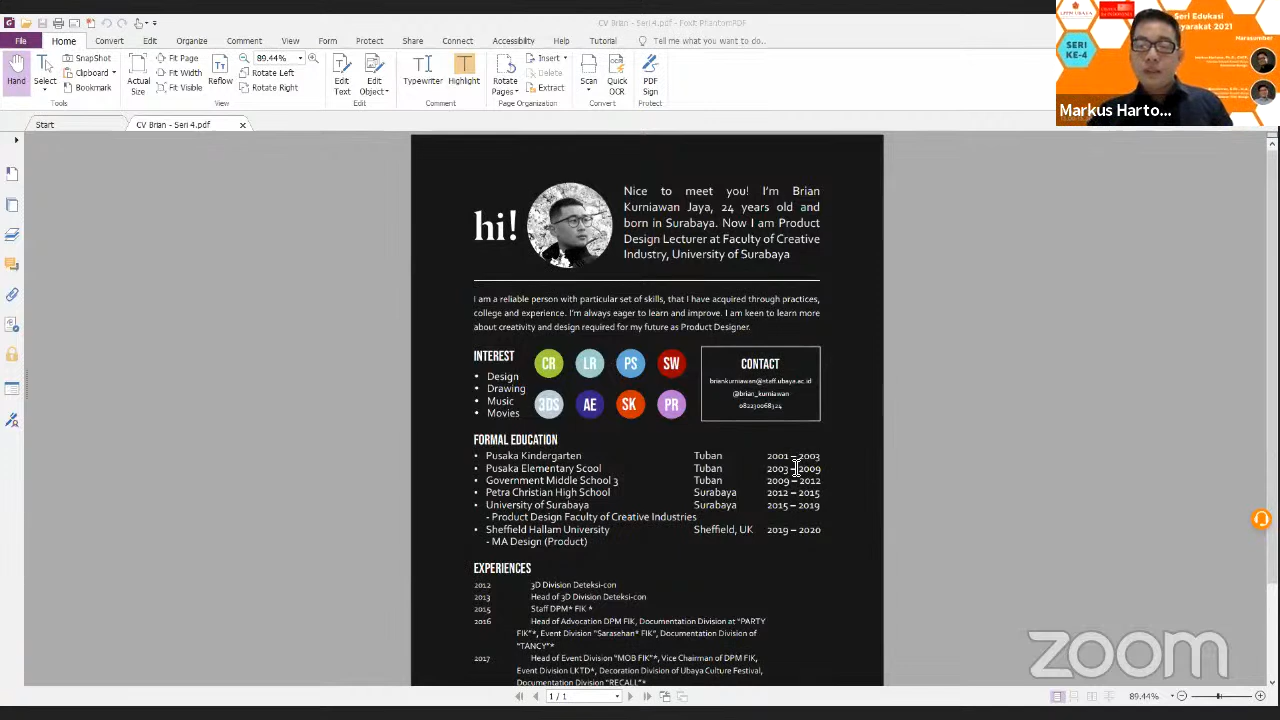 CV Brian - Seri 4.pdf - Foxit PhantomPDF
File Home Convert Edit Organize Comment View Form Protect Share Connect Accessibility Help Tutorial Tell me what you want to do..
Hand
Select
SnapShot
Clipboard
Bookmark
Tools
Fit Page
Fit Width
Fit Visible
Reflow
89.44%
Rotate Left
Rotate Right
View
Edit Text
Edit Object
Edit
Typewriter
Highlight
Comment
Rotate Pages
Insert
Delete
Extract
Page Organization
Scan
Quick OCR
Convert
PDF Sign
Protect
Start
CV Brian - Seri 4.pdf
Seri Edukasi
yarakat 2021
SERI
KE-4
Narasumber
Markus Harto...
hi!
Nice to meet you! I'm Brian
Kurniawan Jaya, 24 years old and
born in Surabaya. Now I am Product
Design Lecturer at Faculty of Creative
Industry, University of Surabaya
I am a reliable person with particular set of skills, that I have acquired through practices,
college and experience. I'm always eager to learn and improve. I am keen to learn more
about creativity and design required for my future as Product Designer.
INTEREST
• Design
• Drawing
• Music
• Movies
CR LR PS SW
3DS AE SK PR
CONTACT
briankurniawan@staff.ubaya.ac.id
@brian_kurniawan
082230068324
FORMAL EDUCATION
• Pusaka Kindergarten Tuban 2001 – 2003
• Pusaka Elementary Scool Tuban 2003 – 2009
• Government Middle School 3 Tuban 2009 – 2012
• Petra Christian High School Surabaya 2012 – 2015
• University of Surabaya Surabaya 2015 – 2019
- Product Design Faculty of Creative Industries
• Sheffield Hallam University Sheffield, UK 2019 – 2020
- MA Design (Product)
EXPERIENCES
2012 3D Division Deteksi-con
2013 Head of 3D Division Deteksi-con
2015 Staff DPM* FIK *
2016 Head of Advocation DPM FIK, Documentation Division at "PARTY
FIK"*, Event Division "Sarasehan* FIK", Documentation Division of
"TANCY"*
2017 Head of Event Division "MOB FIK"*, Vice Chairman of DPM FIK,
Event Division LKTD*, Decoration Division of Ubaya Culture Festival,
Documentation Division "RECALL"*
zoom
1 / 1
89.44%